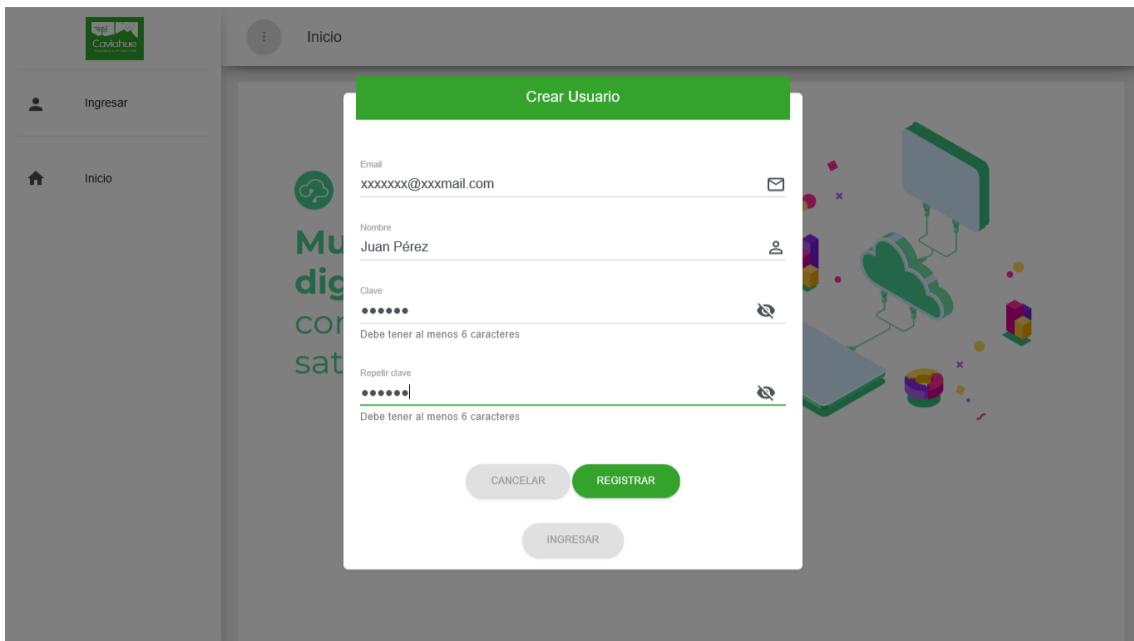 Caviahue
Inicio
Ingresar
Inicio
Mu
dig
con
sat
Crear Usuario
Email
xxxxxxx@xxxmail.com
Nombre
Juan Pérez
Clave
●●●●●●
Debe tener al menos 6 caracteres
Repetir clave
●●●●●●
Debe tener al menos 6 caracteres
CANCELAR
REGISTRAR
INGRESAR